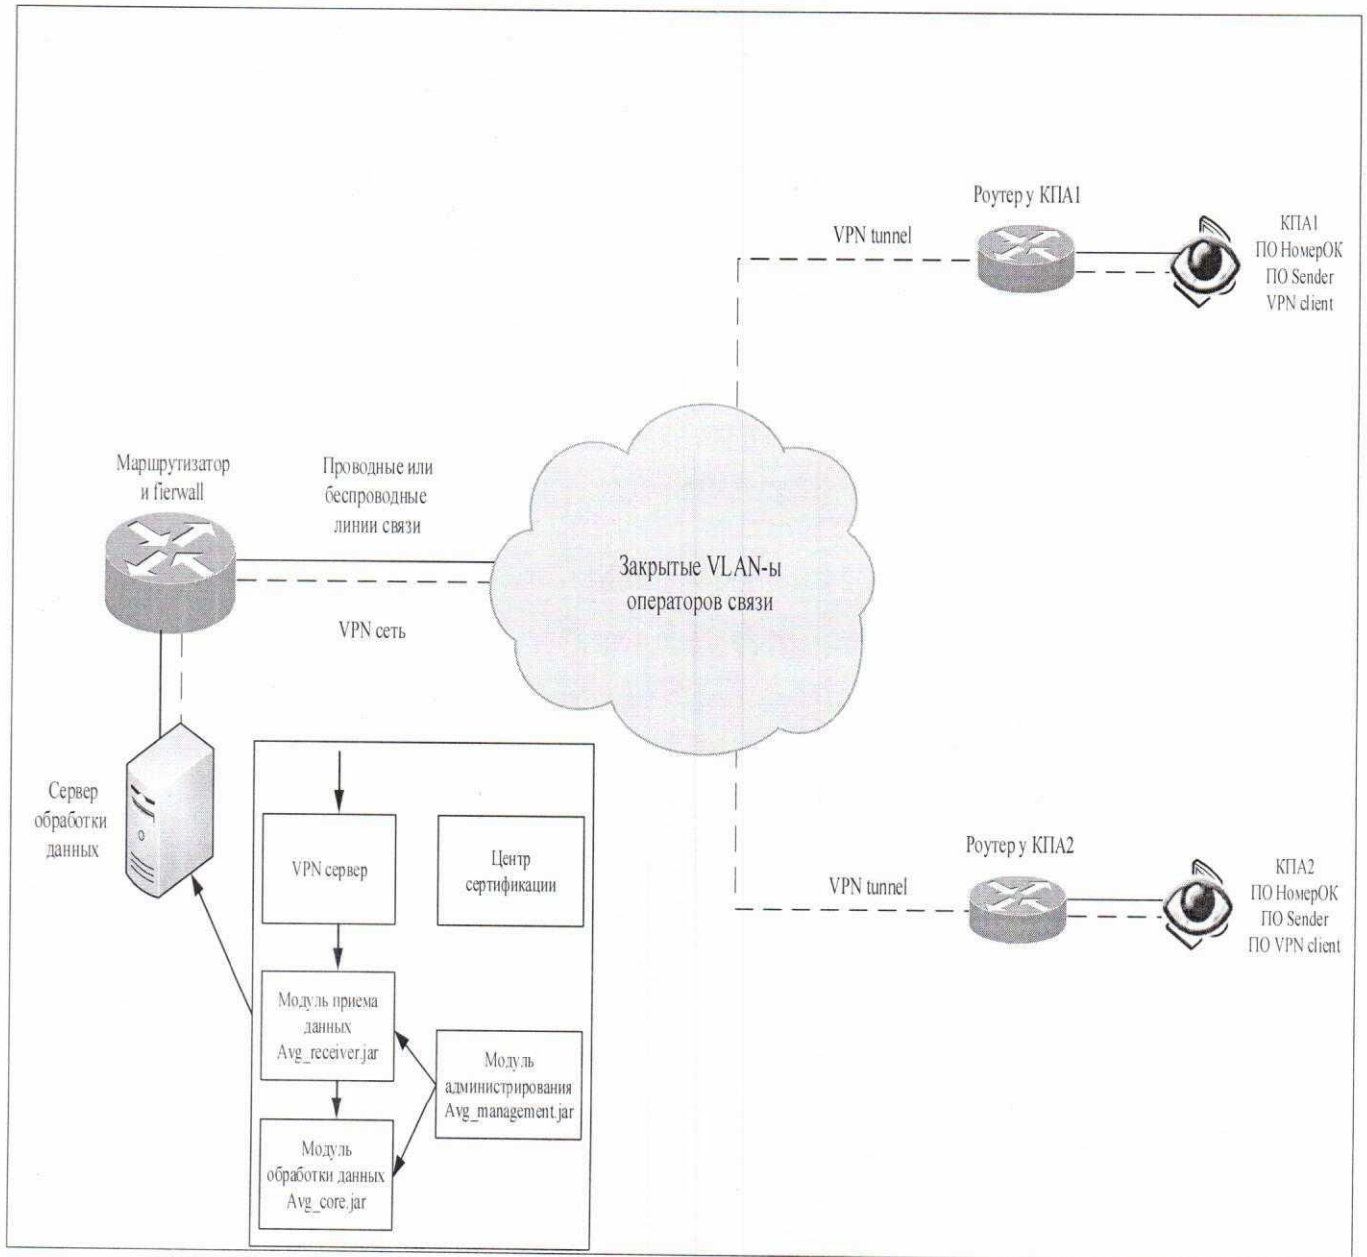 Роутер у КПА1
VPN tunnel
КПА1
ПО НомерОК
ПО Sender
VPN client
Маршрутизатор
и fierwall
Проводные или
беспроводные
линии связи
Закрытые VLAN-ы
операторов связи
VPN сеть
Сервер
обработки
данных
VPN сервер
Центр
сертификации
Роутер у КПА2
VPN tunnel
КПА2
ПО НомерОК
ПО Sender
ПО VPN client
Модуль приема
данных
Avg_receiver.jar
Модуль
администрирования
Avg_management.jar
Модуль
обработки данных
Avg_core.jar